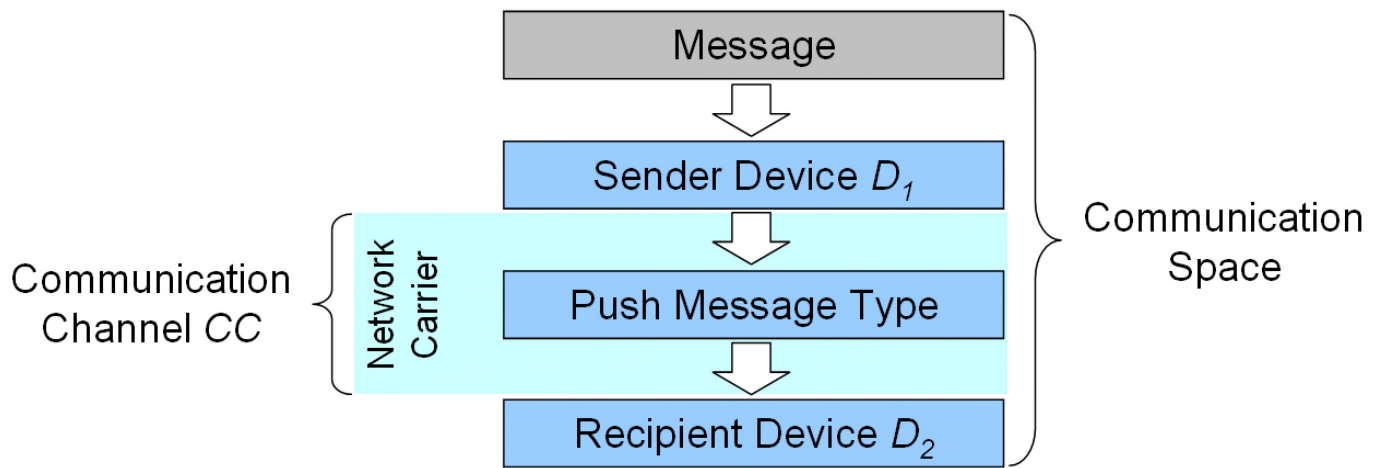 Message
Sender Device D₁
Communication
Space
Network
Carrier
Communication
Channel CC
Push Message Type
Recipient Device D₂